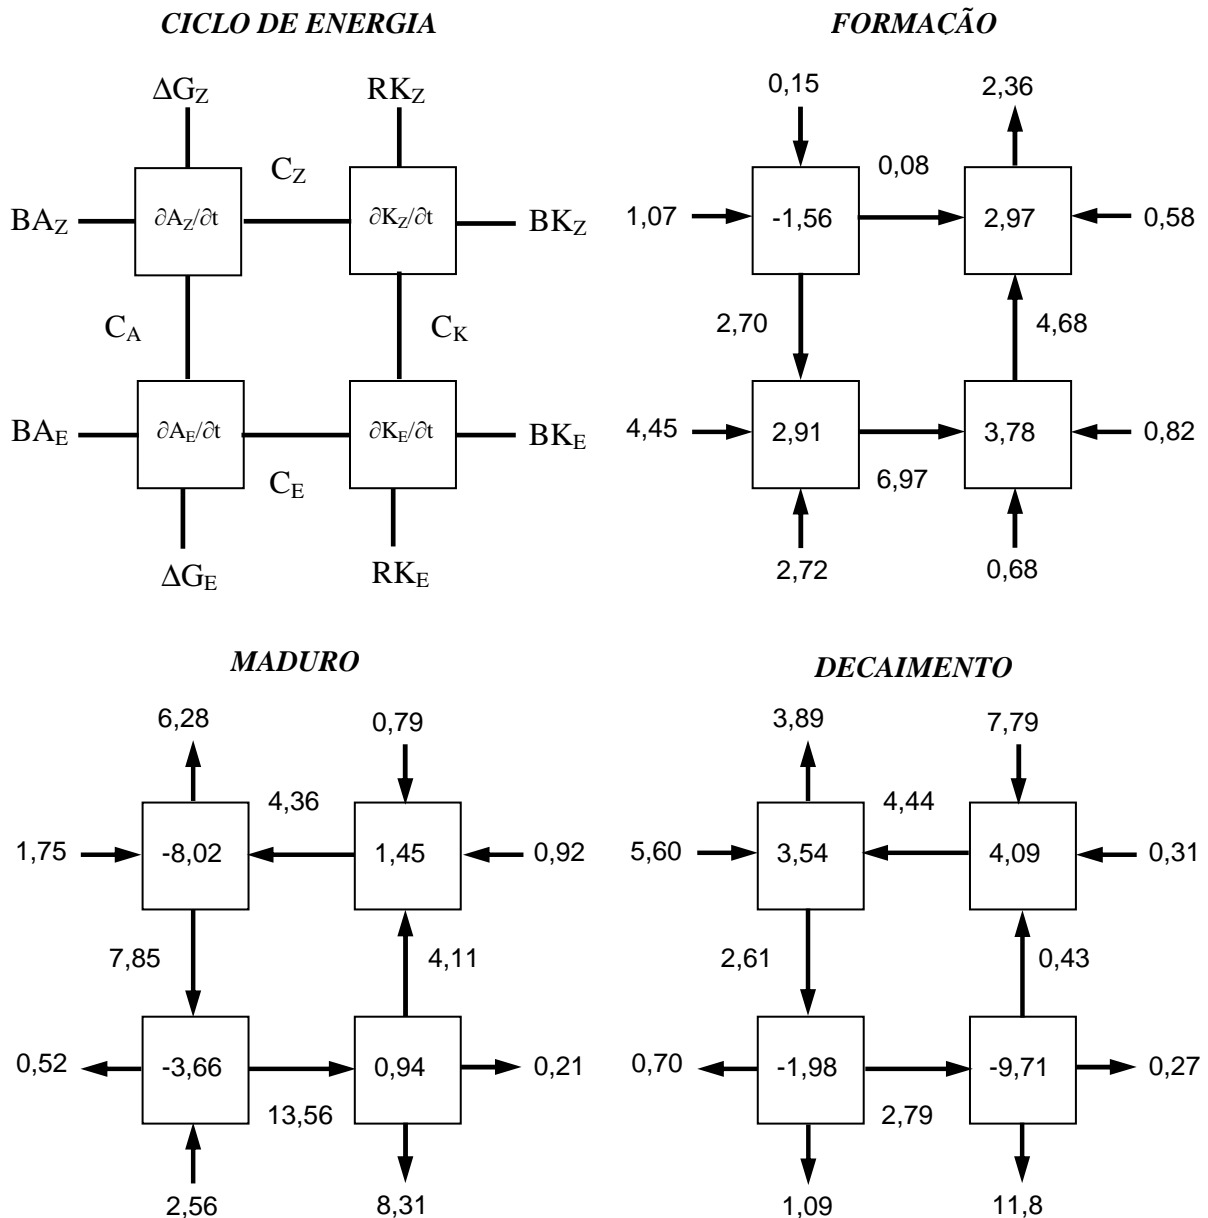 CICLO DE ENERGIA
ΔG_Z
RK_Z
C_Z
BA_Z
∂A_Z/∂t
∂K_Z/∂t
BK_Z
C_A
C_K
BA_E
∂A_E/∂t
∂K_E/∂t
BK_E
C_E
ΔG_E
RK_E
FORMAÇÃO
0,15
2,36
0,08
1,07
-1,56
2,97
0,58
2,70
4,68
4,45
2,91
3,78
0,82
6,97
2,72
0,68
MADURO
6,28
0,79
4,36
1,75
-8,02
1,45
0,92
7,85
4,11
0,52
-3,66
0,94
0,21
13,56
2,56
8,31
DECAIMENTO
3,89
7,79
4,44
5,60
3,54
4,09
0,31
2,61
0,43
0,70
-1,98
-9,71
0,27
2,79
1,09
11,8